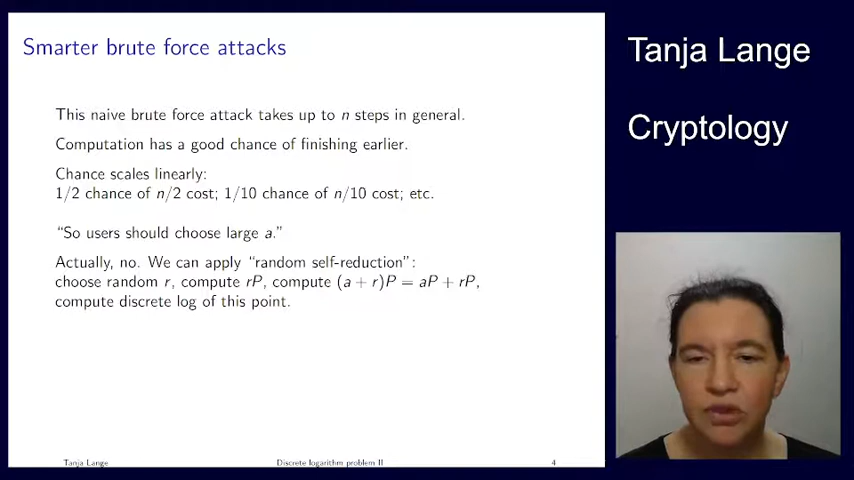 Smarter brute force attacks
This naive brute force attack takes up to n steps in general.
Computation has a good chance of finishing earlier.
Chance scales linearly:
1/2 chance of n/2 cost; 1/10 chance of n/10 cost; etc.
“So users should choose large a.”
Actually, no. We can apply “random self-reduction”:
choose random r, compute rP, compute (a + r)P = aP + rP,
compute discrete log of this point.
Tanja Lange
Discrete logarithm problem II
4
Tanja Lange
Cryptology